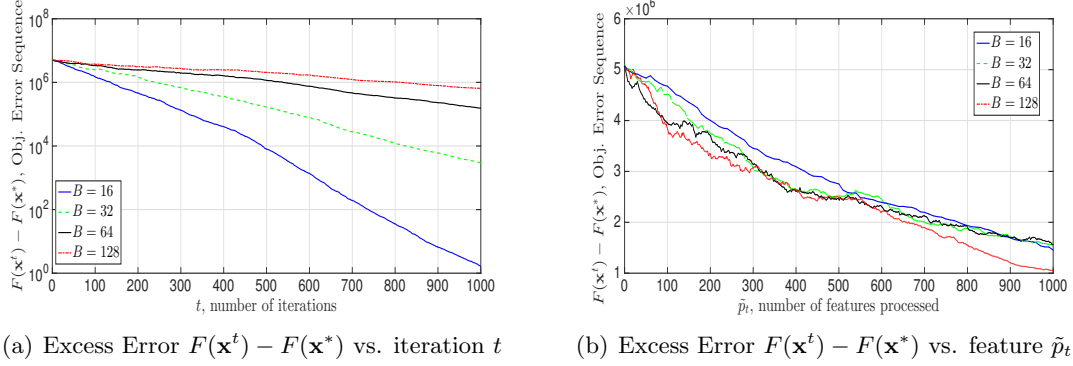 F(x^t) − F(x^*), Obj. Error Sequence
10^8
10^6
10^4
10^2
10^0
0 100 200 300 400 500 600 700 800 900 1000
t, number of iterations
B = 16
B = 32
B = 64
B = 128
(a) Excess Error F(x^t) − F(x^*) vs. iteration t
F(x^t) − F(x^*), Obj. Error Sequence
×10^6
6
5
4
3
2
1
0 100 200 300 400 500 600 700 800 900 1000
p̃_t, number of features processed
B = 16
B = 32
B = 64
B = 128
(b) Excess Error F(x^t) − F(x^*) vs. feature p̃_t